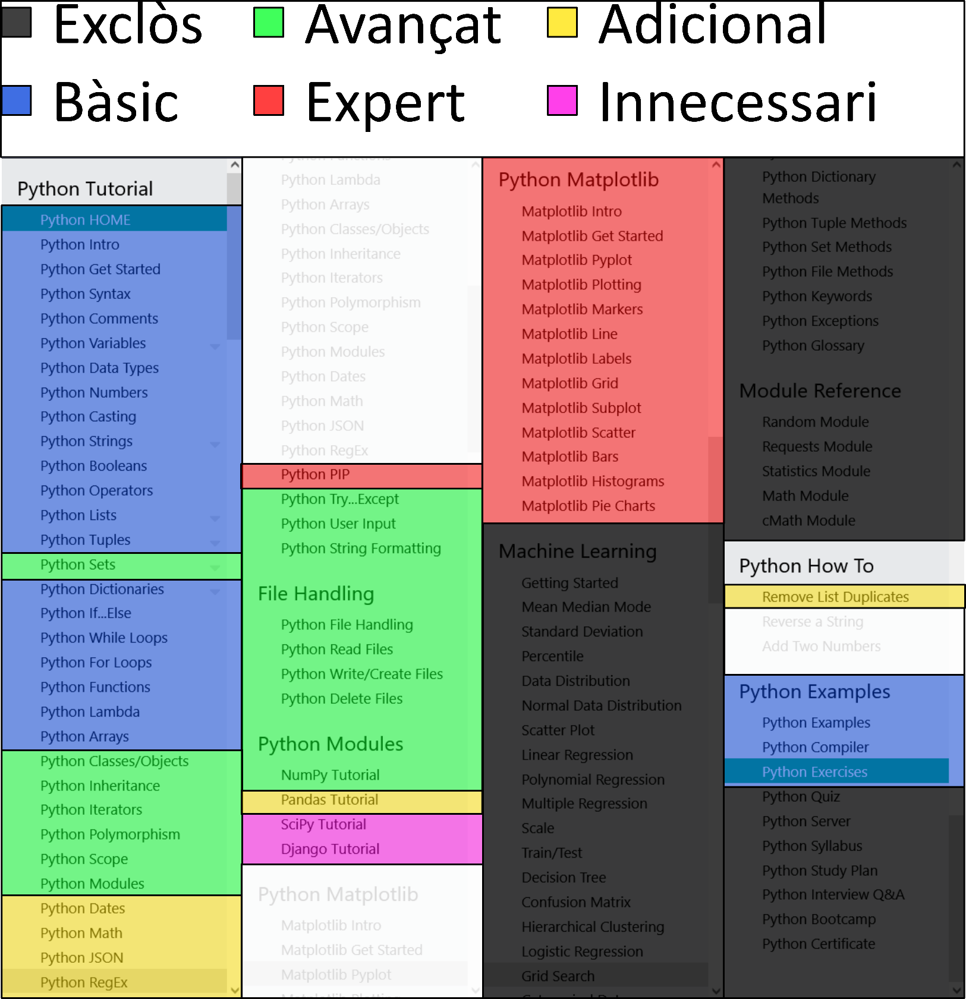 Exclòs
Avançat
Adicional
Bàsic
Expert
Innecessari
Python Tutorial
Python HOME
Python Intro
Python Get Started
Python Syntax
Python Comments
Python Variables
Python Data Types
Python Numbers
Python Casting
Python Strings
Python Booleans
Python Operators
Python Lists
Python Tuples
Python Sets
Python Dictionaries
Python If...Else
Python While Loops
Python For Loops
Python Functions
Python Lambda
Python Arrays
Python Classes/Objects
Python Inheritance
Python Iterators
Python Polymorphism
Python Scope
Python Modules
Python Dates
Python Math
Python JSON
Python RegEx
Python Functions
Python Lambda
Python Arrays
Python Classes/Objects
Python Inheritance
Python Iterators
Python Polymorphism
Python Scope
Python Modules
Python Dates
Python Math
Python JSON
Python RegEx
Python PIP
Python Try...Except
Python User Input
Python String Formatting
File Handling
Python File Handling
Python Read Files
Python Write/Create Files
Python Delete Files
Python Modules
NumPy Tutorial
Pandas Tutorial
SciPy Tutorial
Django Tutorial
Python Matplotlib
Matplotlib Intro
Matplotlib Get Started
Matplotlib Pyplot
Matplotlib Plotting
Python Matplotlib
Matplotlib Intro
Matplotlib Get Started
Matplotlib Pyplot
Matplotlib Plotting
Matplotlib Markers
Matplotlib Line
Matplotlib Labels
Matplotlib Grid
Matplotlib Subplot
Matplotlib Scatter
Matplotlib Bars
Matplotlib Histograms
Matplotlib Pie Charts
Machine Learning
Getting Started
Mean Median Mode
Standard Deviation
Percentile
Data Distribution
Normal Data Distribution
Scatter Plot
Linear Regression
Polynomial Regression
Multiple Regression
Scale
Train/Test
Decision Tree
Confusion Matrix
Hierarchical Clustering
Logistic Regression
Grid Search
Python Dictionary
Methods
Python Tuple Methods
Python Set Methods
Python File Methods
Python Keywords
Python Exceptions
Python Glossary
Module Reference
Random Module
Requests Module
Statistics Module
Math Module
cMath Module
Python How To
Remove List Duplicates
Reverse a String
Add Two Numbers
Python Examples
Python Examples
Python Compiler
Python Exercises
Python Quiz
Python Server
Python Syllabus
Python Study Plan
Python Interview Q&A
Python Bootcamp
Python Certificate